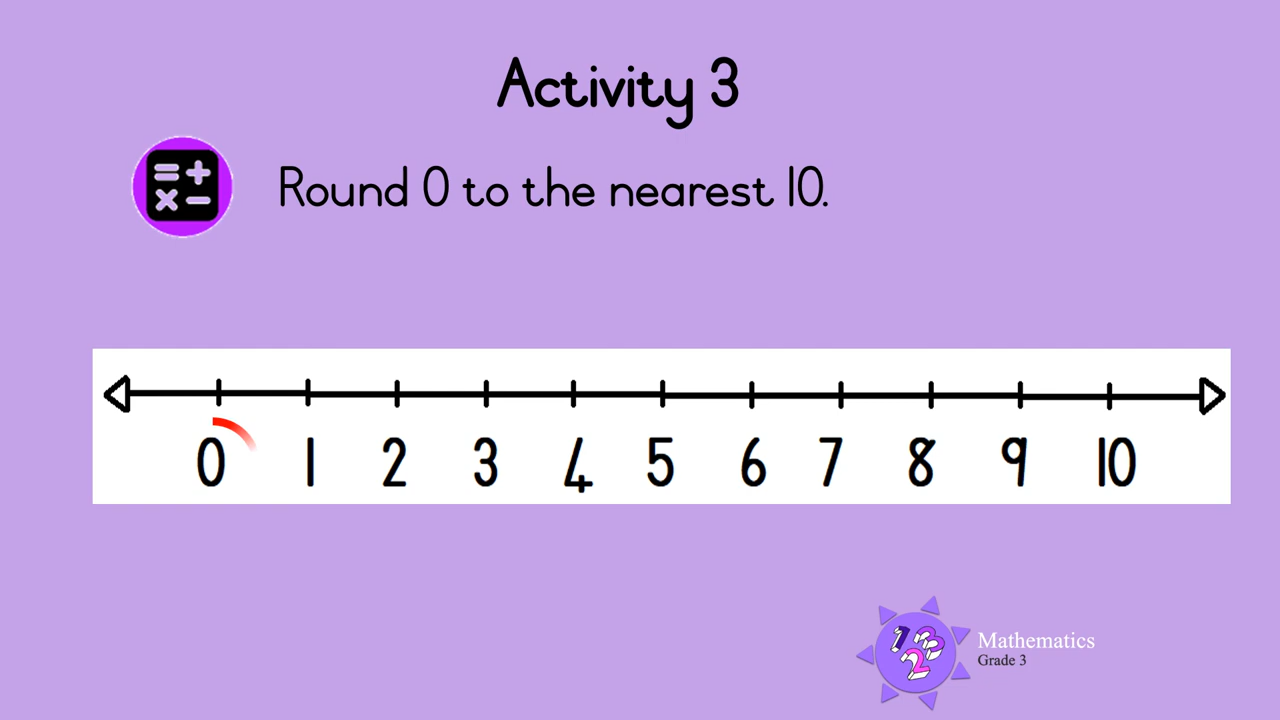 Activity 3
Round 0 to the nearest 10.
0 1 2 3 4 5 6 7 8 9 10
123
Mathematics
Grade 3